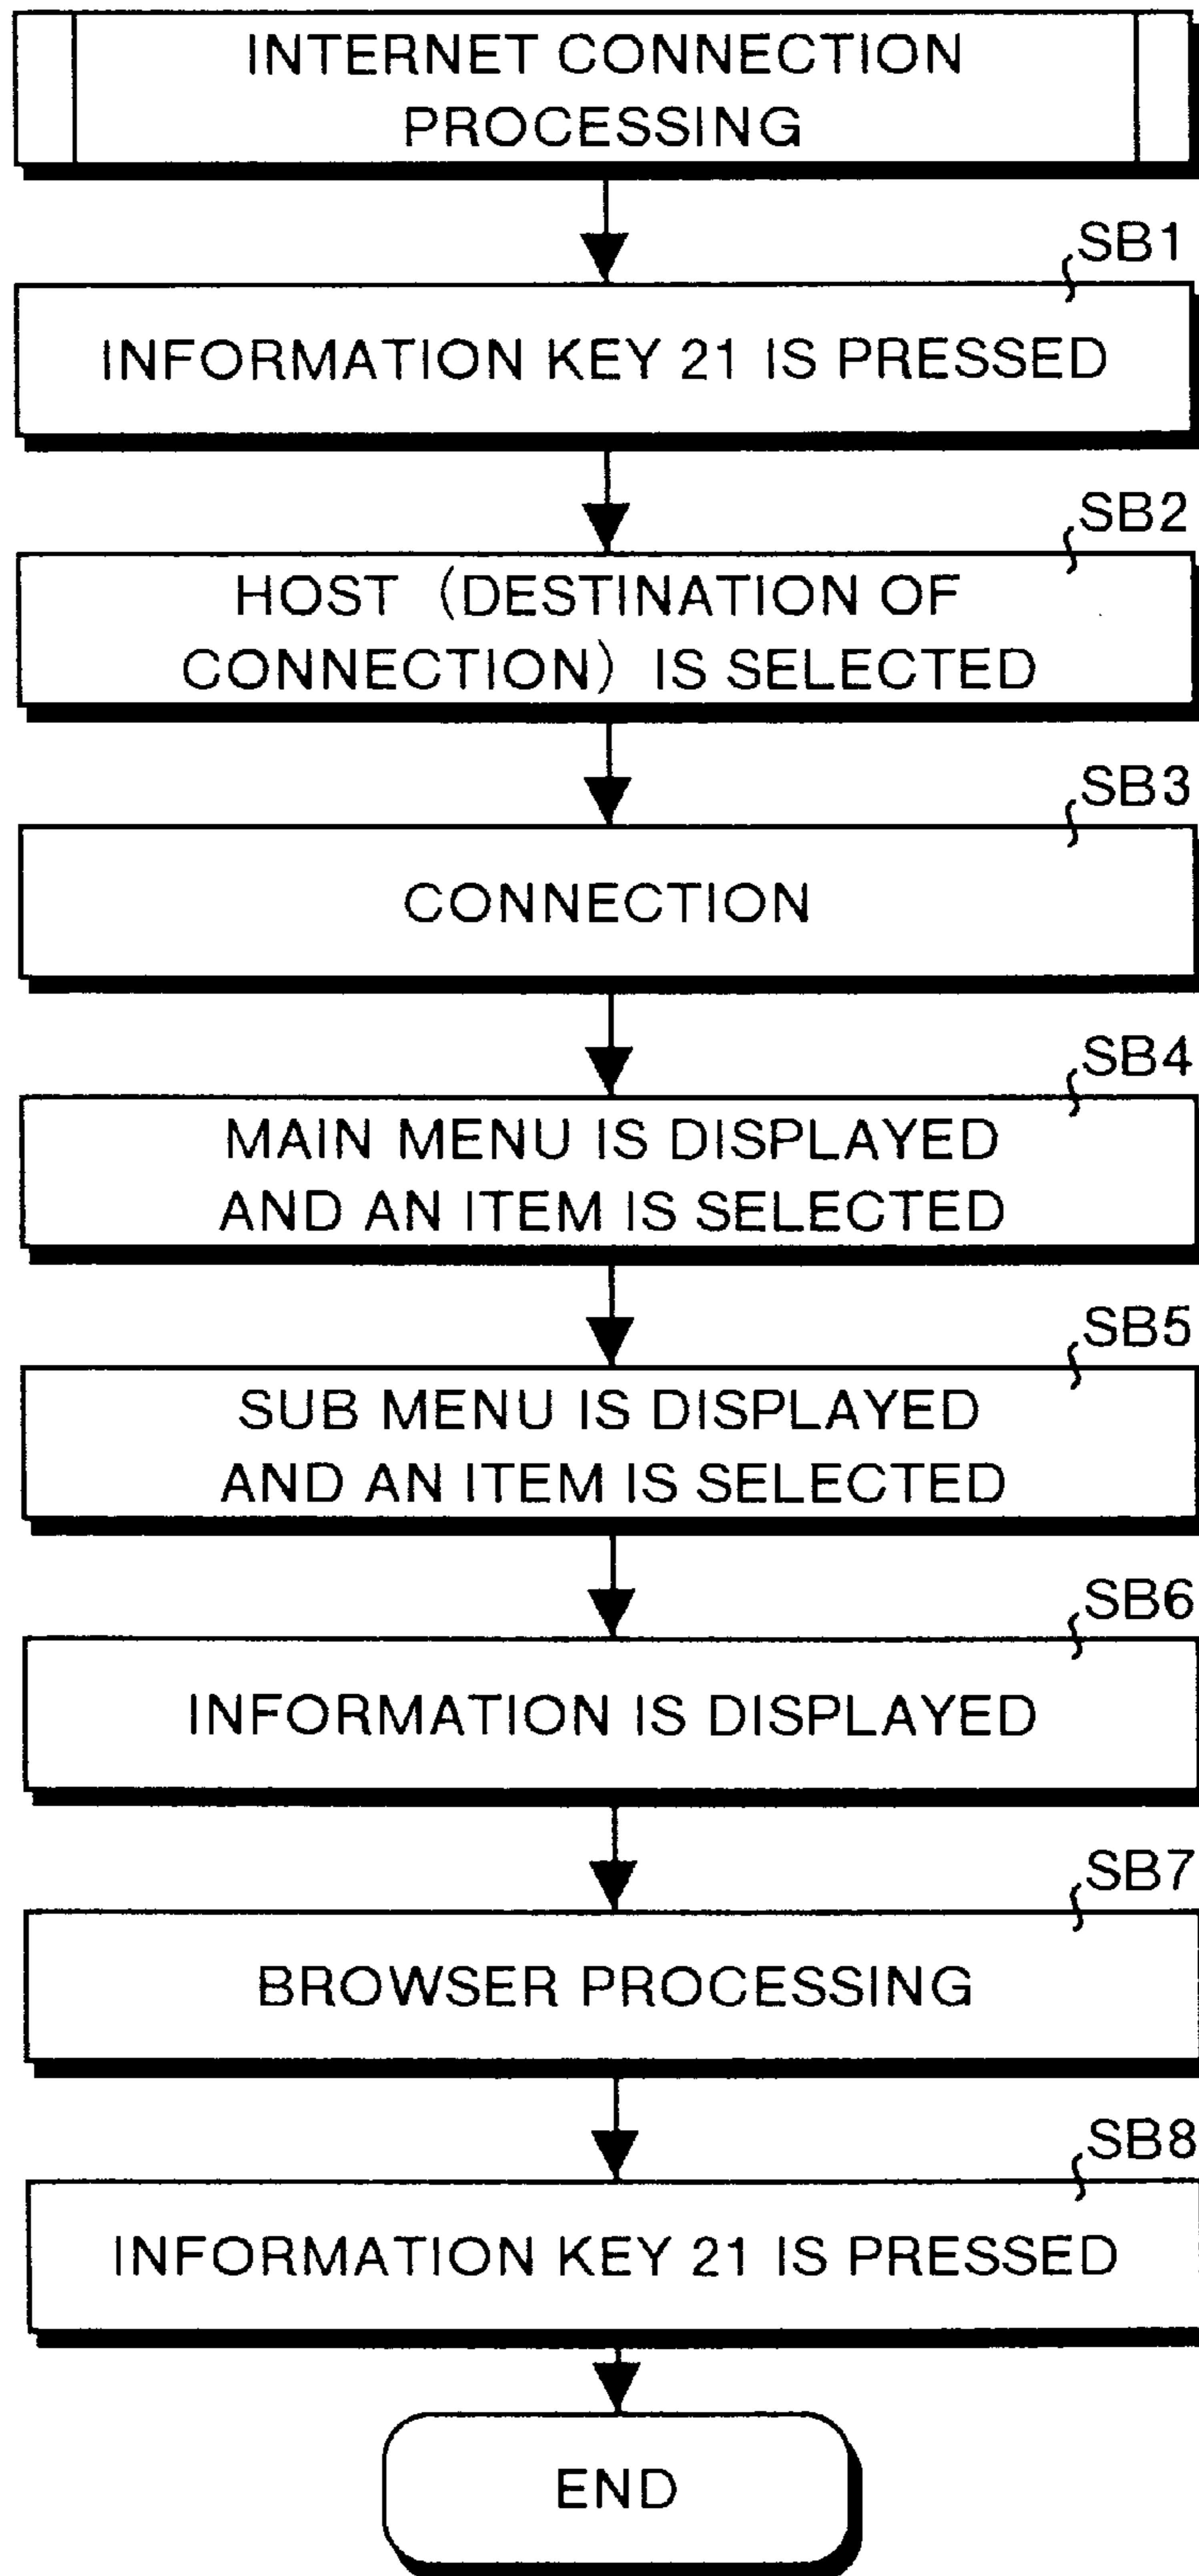 INTERNET CONNECTION
PROCESSING
SB1
INFORMATION KEY 21 IS PRESSED
SB2
HOST (DESTINATION OF
CONNECTION) IS SELECTED
SB3
CONNECTION
SB4
MAIN MENU IS DISPLAYED
AND AN ITEM IS SELECTED
SB5
SUB MENU IS DISPLAYED
AND AN ITEM IS SELECTED
SB6
INFORMATION IS DISPLAYED
SB7
BROWSER PROCESSING
SB8
INFORMATION KEY 21 IS PRESSED
END